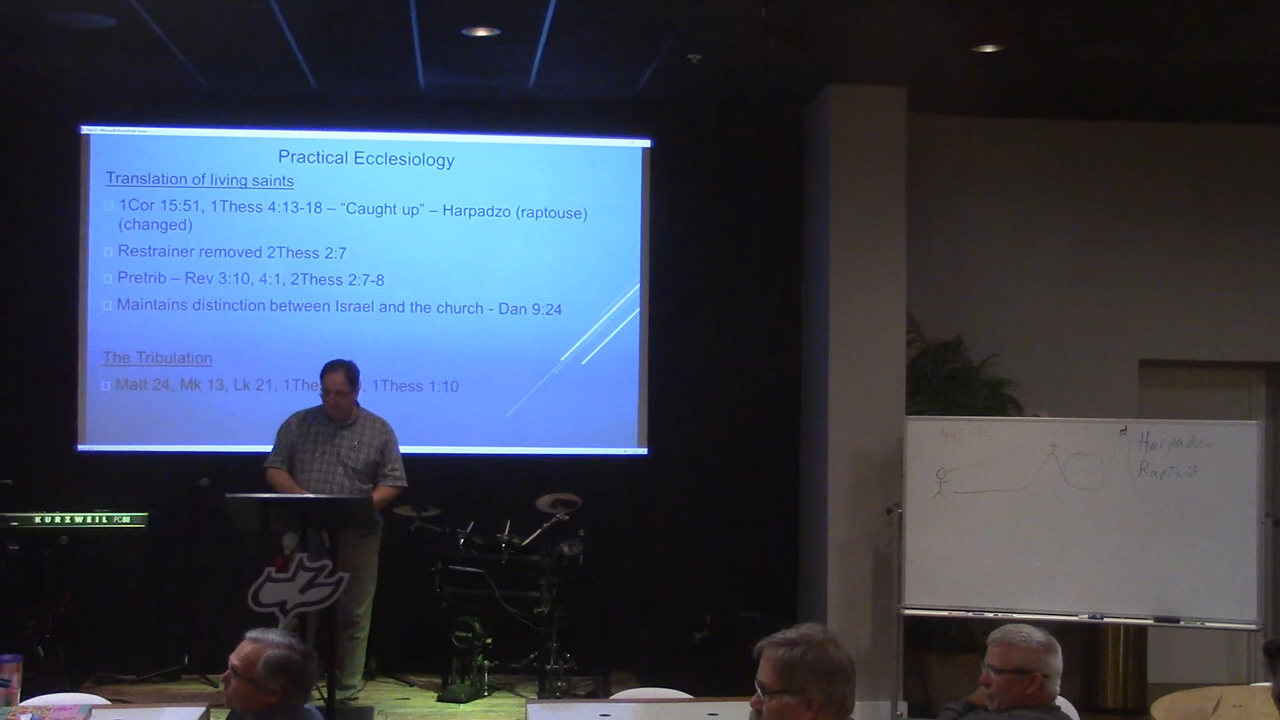 Practical Ecclesiology
Translation of living saints
1Cor 15:51, 1Thess 4:13-18 – “Caught up” – Harpadzo (raptouse)
(changed)
Restrainer removed 2Thess 2:7
Pretrib – Rev 3:10, 4:1, 2Thess 2:7-8
Maintains distinction between Israel and the church - Dan 9:24
The Tribulation
Matt 24, Mk 13, Lk 21, 1Thess 1:10
Harpadzo
KURZWEIL PC88